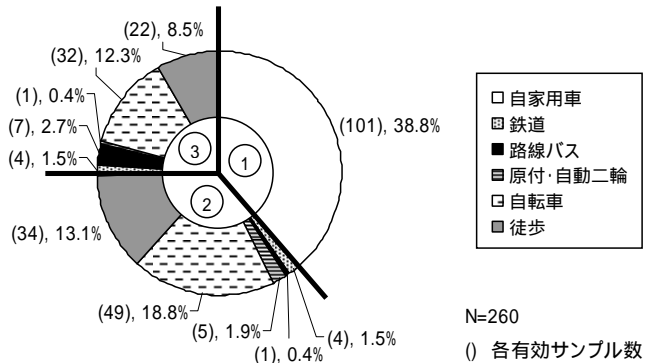 (22), 8.5%
(32), 12.3%
(1), 0.4%
(7), 2.7%
(4), 1.5%
(34), 13.1%
(49), 18.8%
(5), 1.9%
(1), 0.4%
(4), 1.5%
(101), 38.8%
③
①
②
自家用車
鉄道
路線バス
原付・自動二輪
自転車
徒歩
N=260
() 各有効サンプル数